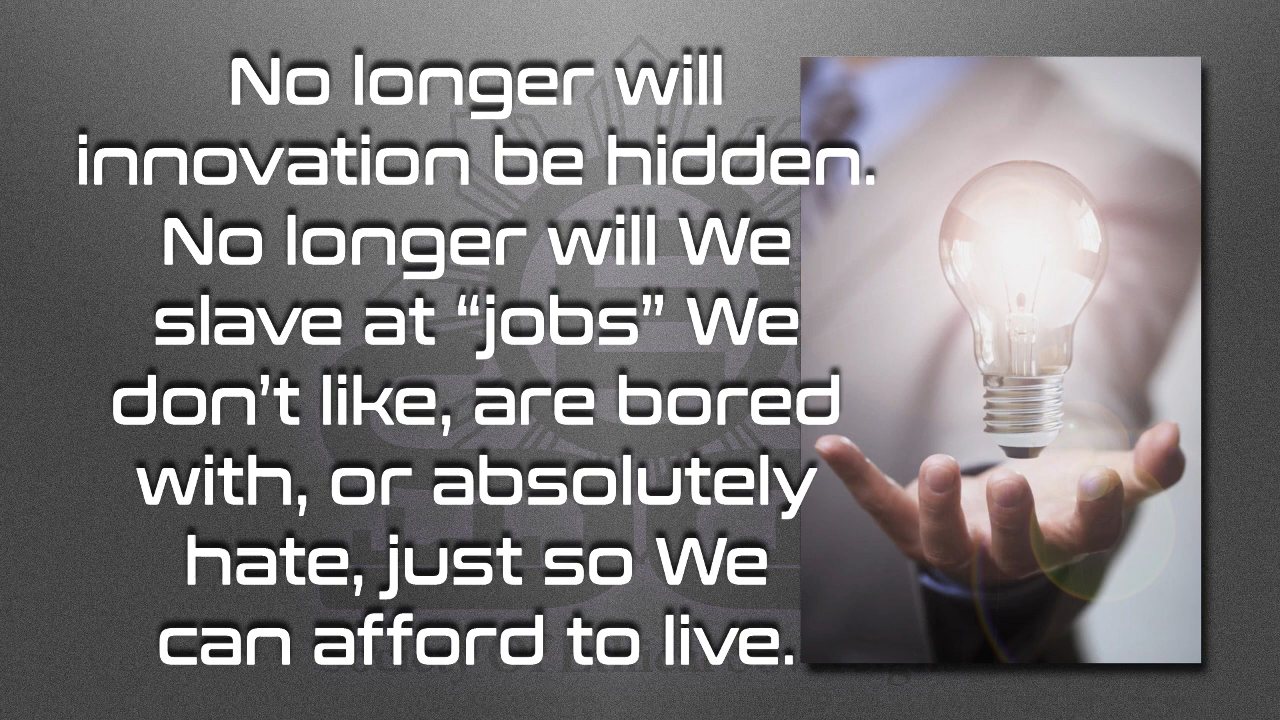 No longer will
innovation be hidden.
No longer will We
slave at “jobs” We
don’t like, are bored
with, or absolutely
hate, just so We
can afford to live.